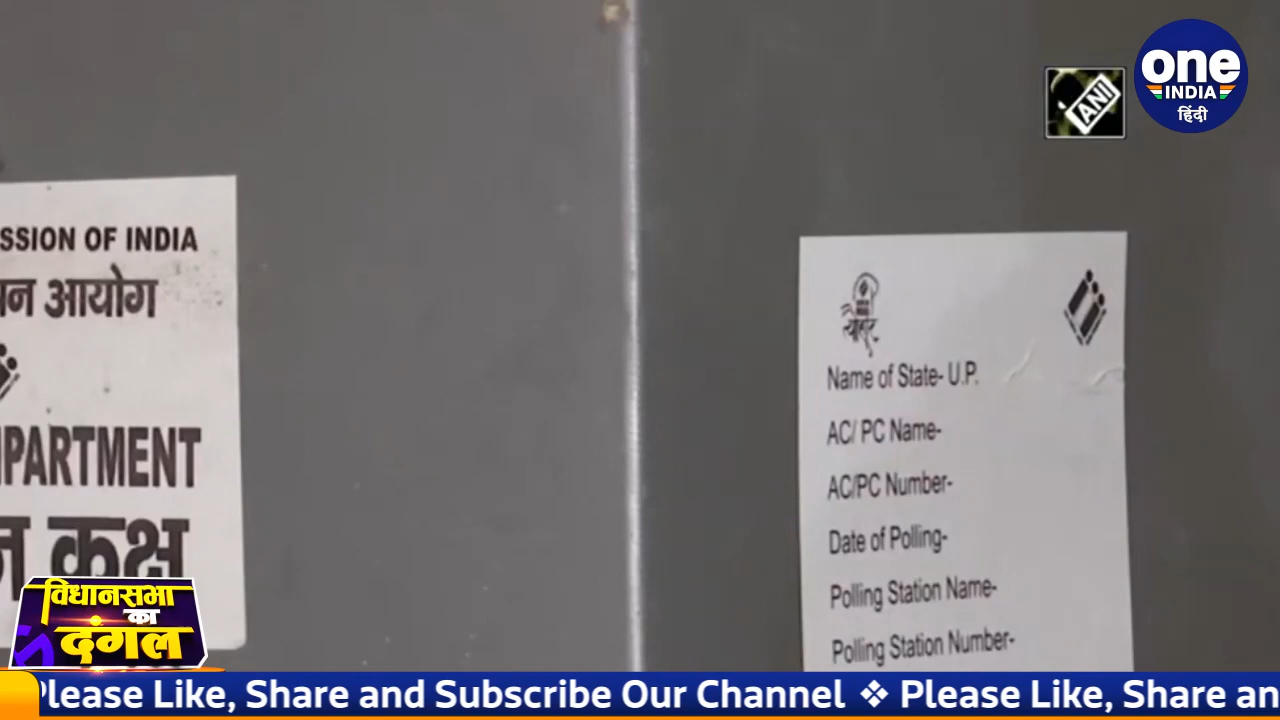 one
INDIA
हिंदी
ANI
SSION OF INDIA
न आयोग
PARTMENT
कक्ष
त्योहार
Name of State- U.P.
AC/ PC Name-
AC/PC Number-
Date of Polling-
Polling Station Name-
Polling Station Number-
विधानसभा
का
दंगल
Please Like, Share and Subscribe Our Channel ❖ Please Like, Share an